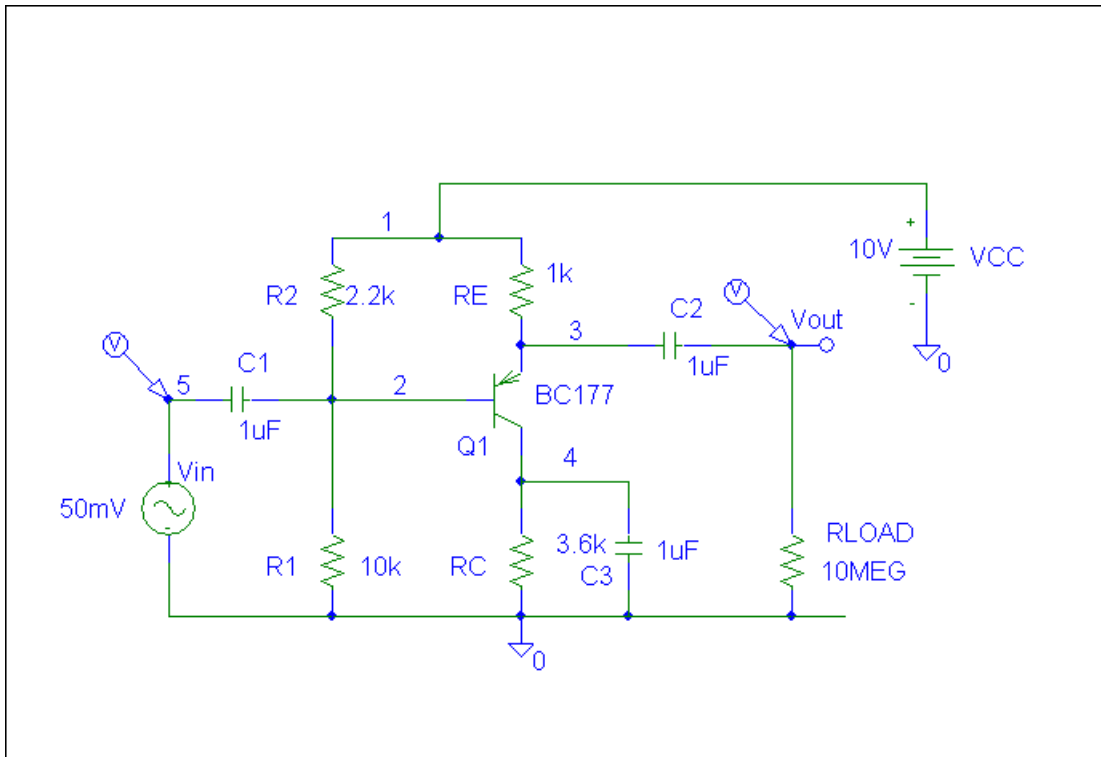 1
10V
VCC
R2
2.2k
RE
1k
C2
Vout
V
3
1uF
0
V
C1
5
1uF
2
BC177
Q1
4
Vin
50mV
R1
10k
RC
3.6k
C3
1uF
RLOAD
10MEG
0
+
-
+
-